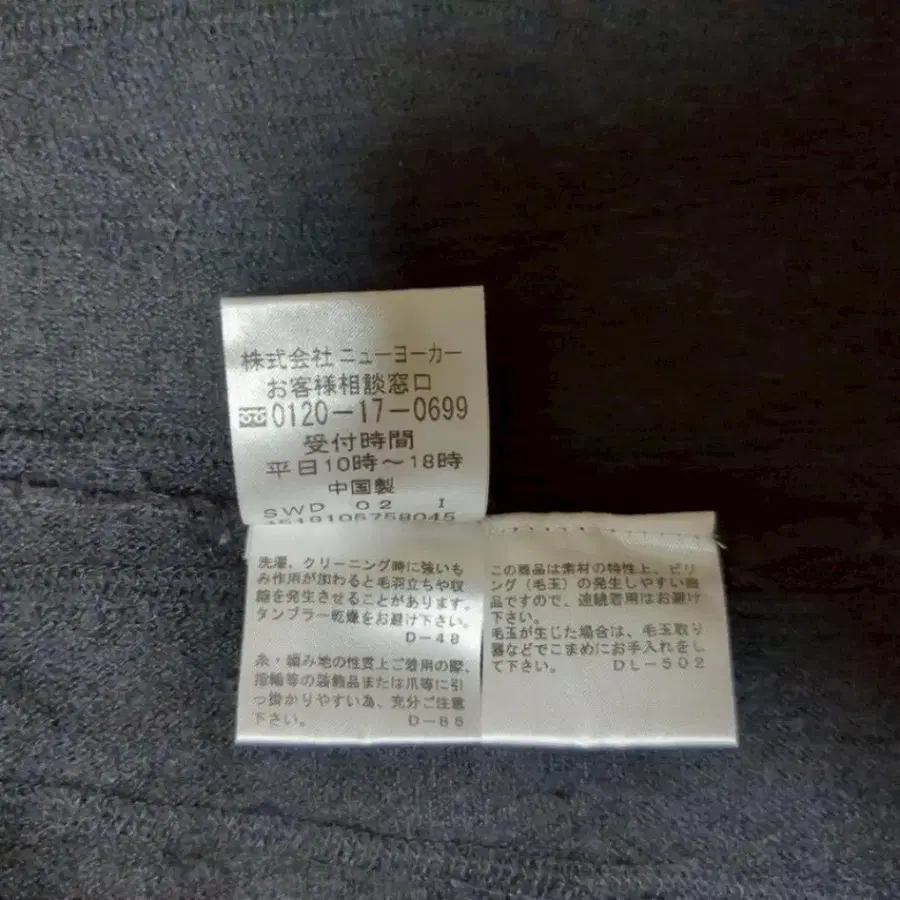 株式会社 ニューヨーカー
お客様相談窓口
0120-17-0699
受付時間
平日10時〜18時
中国製
SWD 02 I
洗濯、クリーニング時に強いも
み作用が加わると毛羽立ちや収
縮を発生させることがあります。
タンブラー乾燥をお避け下さい。
D-48
糸・編み地の性質上ご着用の際、
指輪等の装飾品または爪等に引
っ掛かりやすい為、充分ご注意
下さい。 D-85
この商品は素材の特性上、ピリ
ング（毛玉）の発生しやすい商
品ですので、連続着用はお避け
下さい。
毛玉が生じた場合は、毛玉取り
器などでこまめにお手入れをし
て下さい。 DL-502